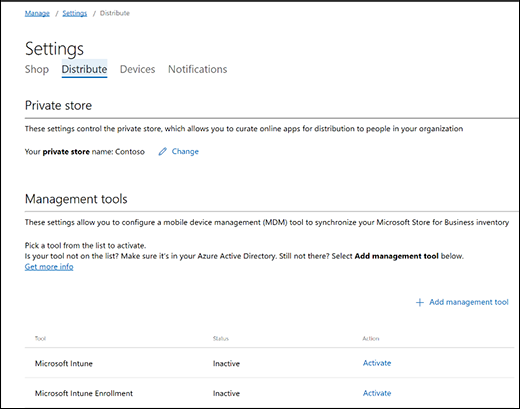 Manage / Settings / Distribute
Settings
Shop Distribute Devices Notifications
Private store
These settings control the private store, which allows you to curate online apps for distribution to people in your organization
Your private store name: Contoso Change
Management tools
These settings allow you to configure a mobile device management (MDM) tool to synchronize your Microsoft Store for Business inventory
Pick a tool from the list to activate.
Is your tool not on the list? Make sure it's in your Azure Active Directory. Still not there? Select Add management tool below.
Get more info
+ Add management tool
Tool Status Action
Microsoft Intune Inactive Activate
Microsoft Intune Enrollment Inactive Activate